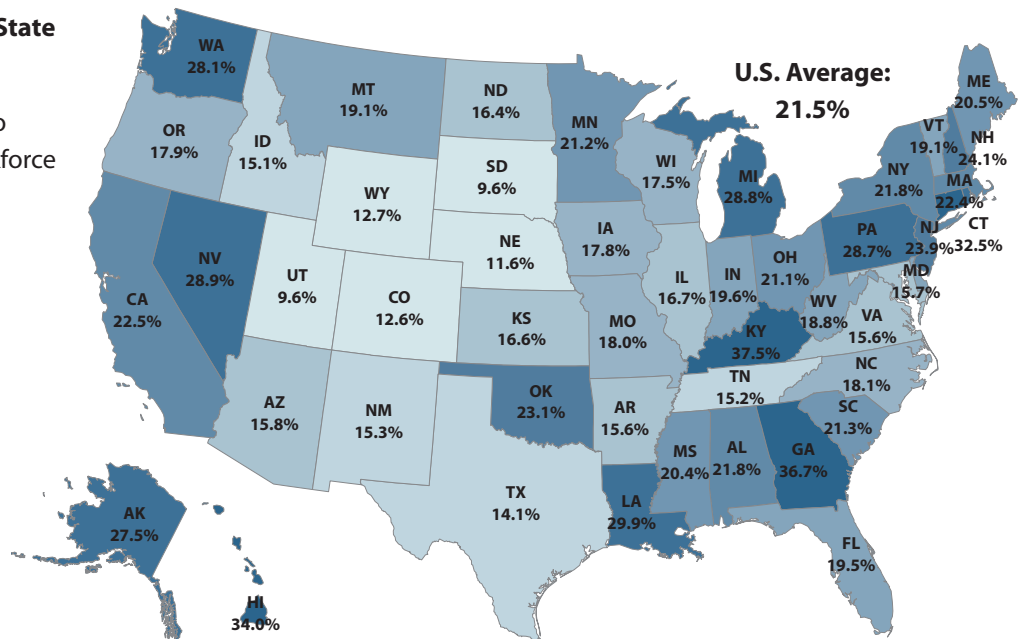 State
o
force
U.S. Average:
21.5%
WA
28.1%
OR
17.9%
ID
15.1%
MT
19.1%
ND
16.4%
SD
9.6%
WY
12.7%
NE
11.6%
NV
28.9%
UT
9.6%
CO
12.6%
CA
22.5%
KS
16.6%
AZ
15.8%
NM
15.3%
OK
23.1%
TX
14.1%
MN
21.2%
WI
17.5%
IA
17.8%
MO
18.0%
AR
15.6%
LA
29.9%
IL
16.7%
IN
19.6%
MI
28.8%
OH
21.1%
KY
37.5%
TN
15.2%
MS
20.4%
AL
21.8%
GA
36.7%
FL
19.5%
SC
21.3%
NC
18.1%
VA
15.6%
WV
18.8%
MD
15.7%
PA
28.7%
NJ
23.9%
NY
21.8%
CT
32.5%
MA
22.4%
VT
19.1%
NH
24.1%
ME
20.5%
AK
27.5%
HI
34.0%